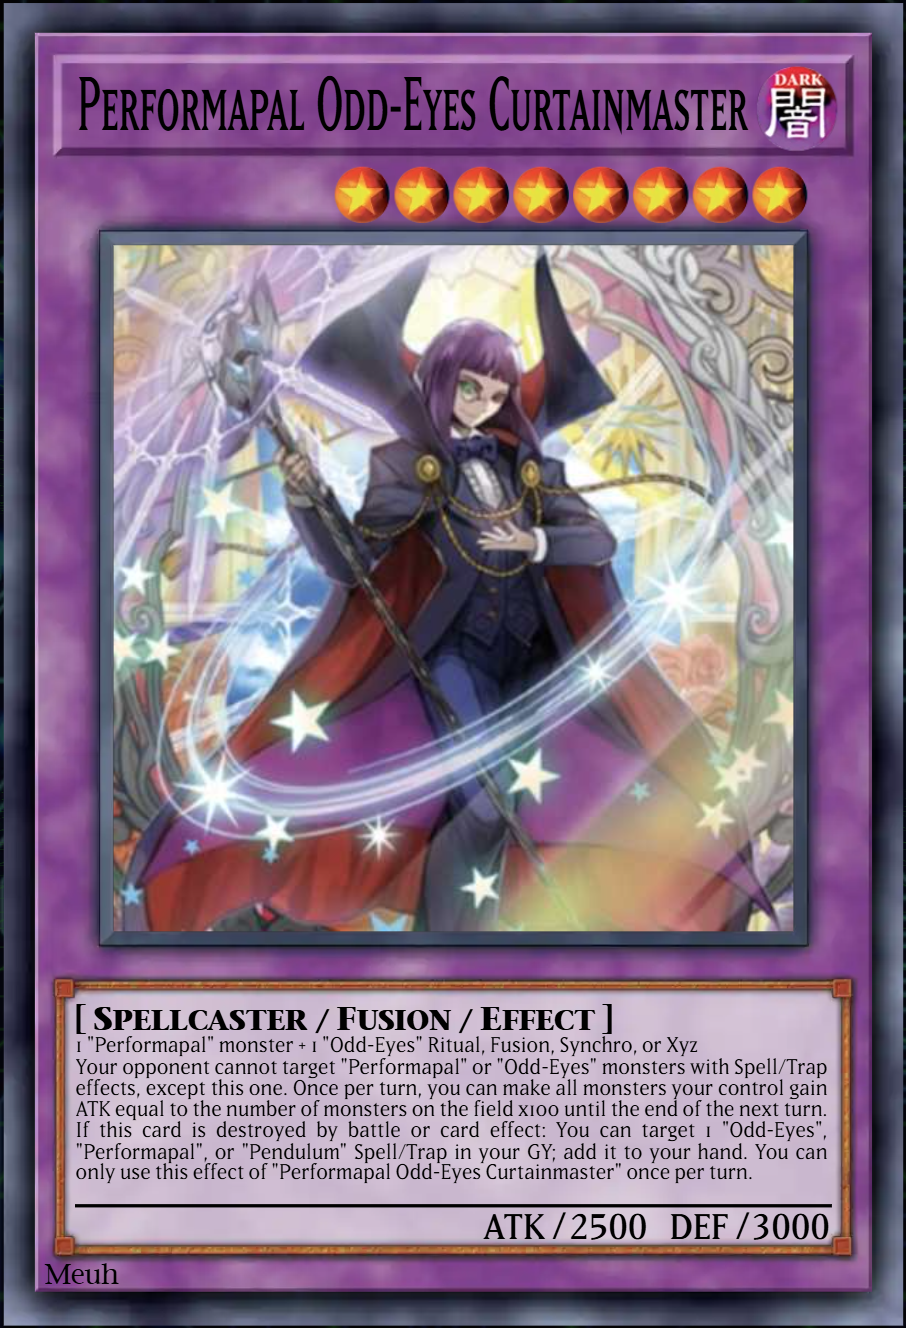 Performapal Odd-Eyes Curtainmaster
DARK
闇
[ Spellcaster / Fusion / Effect ]
1 "Performapal" monster + 1 "Odd-Eyes" Ritual, Fusion, Synchro, or Xyz
Your opponent cannot target "Performapal" or "Odd-Eyes" monsters with Spell/Trap
effects, except this one. Once per turn, you can make all monsters your control gain
ATK equal to the number of monsters on the field x100 until the end of the next turn.
If this card is destroyed by battle or card effect: You can target 1 "Odd-Eyes",
"Performapal", or "Pendulum" Spell/Trap in your GY; add it to your hand. You can
only use this effect of "Performapal Odd-Eyes Curtainmaster" once per turn.
ATK/2500 DEF/3000
Meuh